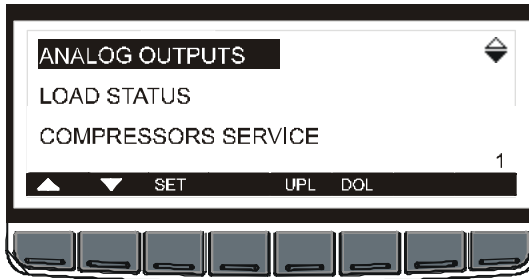 ANALOG OUTPUTS
LOAD STATUS
COMPRESSORS SERVICE
1
SET UPL DOL